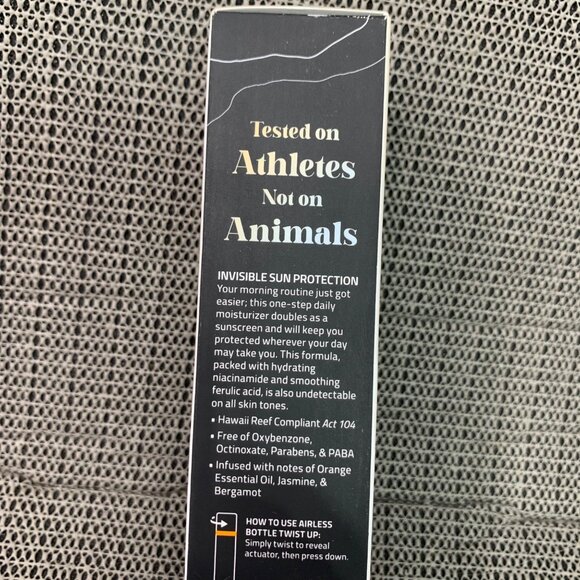 Tested on
Athletes
Not on
Animals
INVISIBLE SUN PROTECTION
Your morning routine just got
easier; this one-step daily
moisturizer doubles as a
sunscreen and will keep you
protected wherever your day
may take you. This formula,
packed with hydrating
niacinamide and smoothing
ferulic acid, is also undetectable
on all skin tones.
• Hawaii Reef Compliant Act 104
• Free of Oxybenzone,
Octinoxate, Parabens, & PABA
• Infused with notes of Orange
Essential Oil, Jasmine, &
Bergamot
HOW TO USE AIRLESS
BOTTLE TWIST UP:
Simply twist to reveal
actuator, then press down.